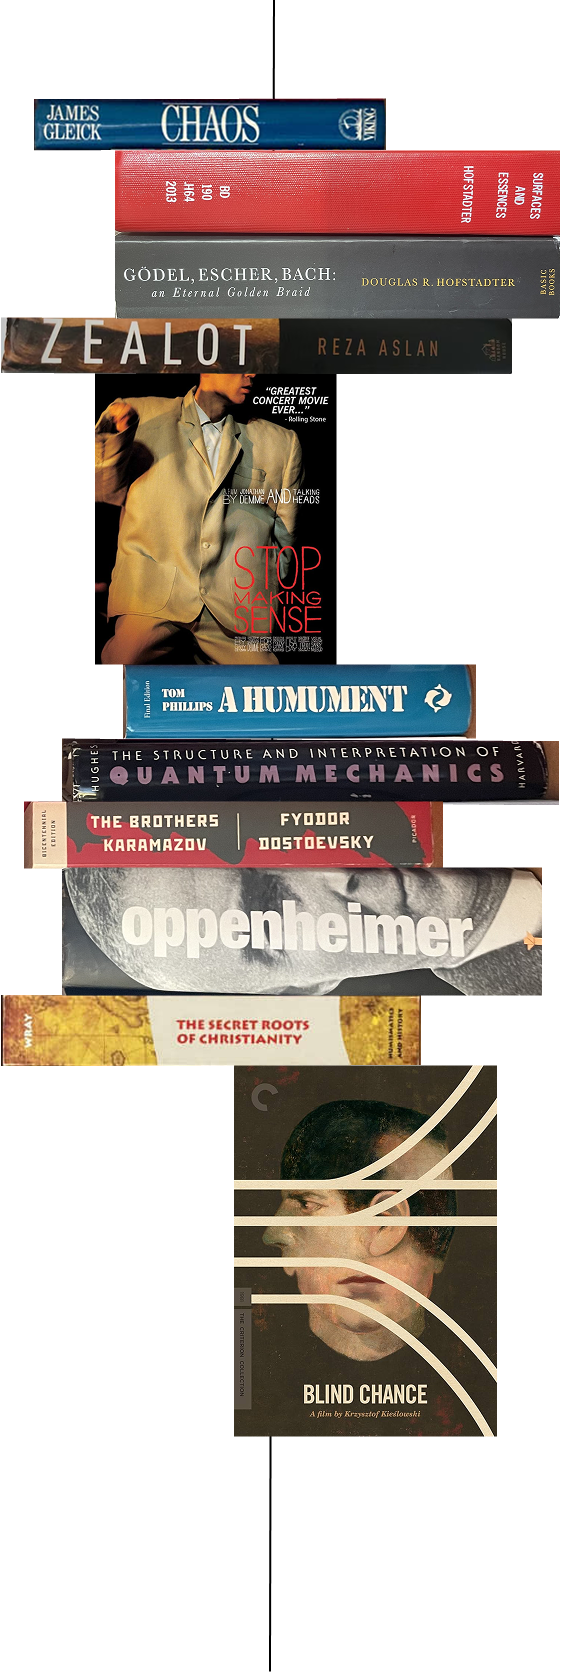 JAMES
GLEICK
CHAOS
VIKING
SURFACES
AND
ESSENCES
HOFSTADTER
BD
190
.H64
2013
GÖDEL, ESCHER, BACH:
an Eternal Golden Braid
DOUGLAS R. HOFSTADTER
BASIC
BOOKS
ZEALOT
REZA ASLAN
"GREATEST
CONCERT MOVIE
EVER..."
- Rolling Stone
A FILM JONATHAN
BY DEMME AND TALKING
HEADS
STOP
MAKING
SENSE
Final Edition
TOM
PHILLIPS
A HUMUMENT
HUGHES
THE STRUCTURE AND INTERPRETATION OF
QUANTUM MECHANICS
HARVARD
BICENTENNIAL
EDITION
THE BROTHERS
KARAMAZOV
FYODOR
DOSTOEVSKY
PICADOR
oppenheimer
WRAY
THE SECRET ROOTS
OF CHRISTIANITY
NUMISMATICS
AND HISTORY
THE CRITERION COLLECTION
BLIND CHANCE
A film by Krzysztof Kieślowski